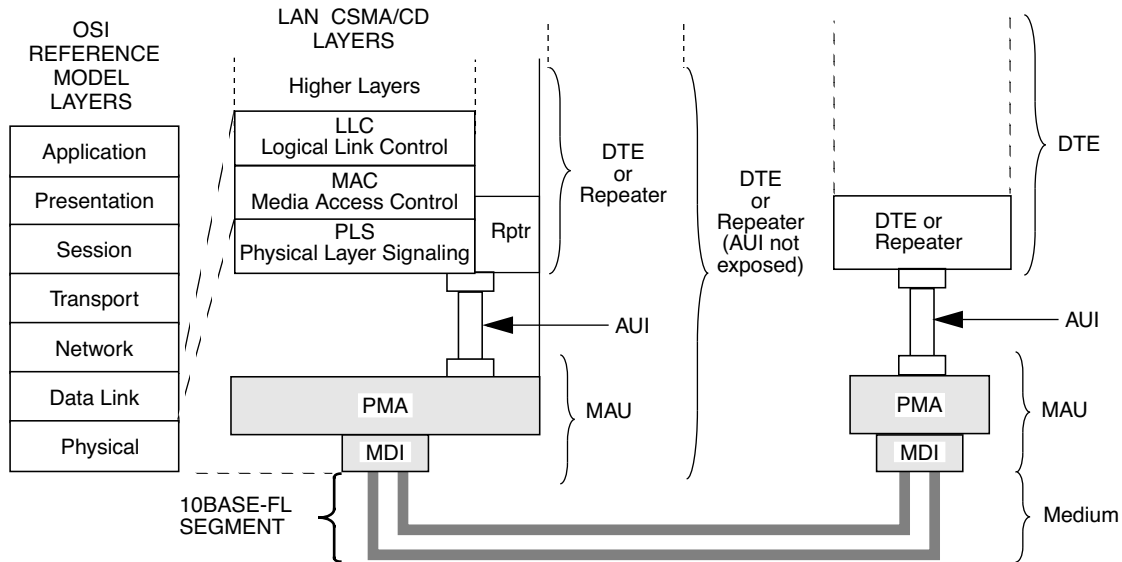 OSI
REFERENCE
MODEL
LAYERS
Application
Presentation
Session
Transport
Network
Data Link
Physical
LAN CSMA/CD
LAYERS
Higher Layers
LLC
Logical Link Control
MAC
Media Access Control
PLS
Physical Layer Signaling
Rptr
DTE
or
Repeater
AUI
PMA
MAU
MDI
10BASE-FL
SEGMENT
DTE
or
Repeater
(AUI not
exposed)
DTE or
Repeater
DTE
AUI
PMA
MAU
MDI
Medium